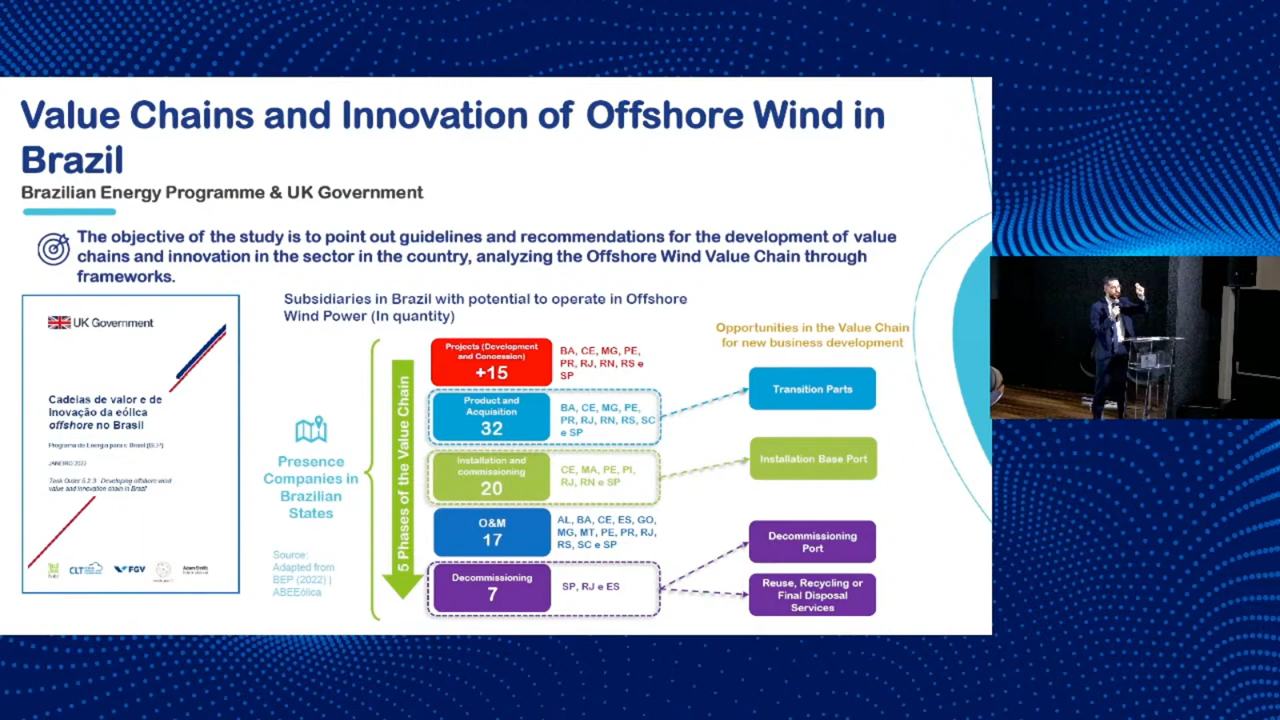 Value Chains and Innovation of Offshore Wind in
Brazil
Brazilian Energy Programme & UK Government
The objective of the study is to point out guidelines and recommendations for the development of value
chains and innovation in the sector in the country, analyzing the Offshore Wind Value Chain through
frameworks.
UK Government
Cadeias de valor e de
inovação da eólica
offshore no Brasil
Programa de Energia para o Brasil (BEP)
JANEIRO 2022
Task Order 5.2.3: Developing offshore wind
value and innovation chain in Brazil
CLT
FGV
Adam Smith
Subsidiaries in Brazil with potential to operate in Offshore
Wind Power (In quantity)
Presence
Companies in
Brazilian
States
Source:
Adapted from
BEP (2022) |
ABEEólica
5 Phases of the Value Chain
Projects (Development
and Concession)
+15
BA, CE, MG, PE,
PR, RJ, RN, RS e
SP
Product and
Acquisition
32
BA, CE, MG, PE,
PR, RJ, RN, RS, SC
e SP
Installation and
commissioning
20
CE, MA, PE, PI,
RJ, RN e SP
O&M
17
AL, BA, CE, ES, GO,
MG, MT, PE, PR, RJ,
RS, SC e SP
Decommissioning
7
SP, RJ e ES
Opportunities in the Value Chain
for new business development
Transition Parts
Installation Base Port
Decommissioning
Port
Reuse, Recycling or
Final Disposal
Services